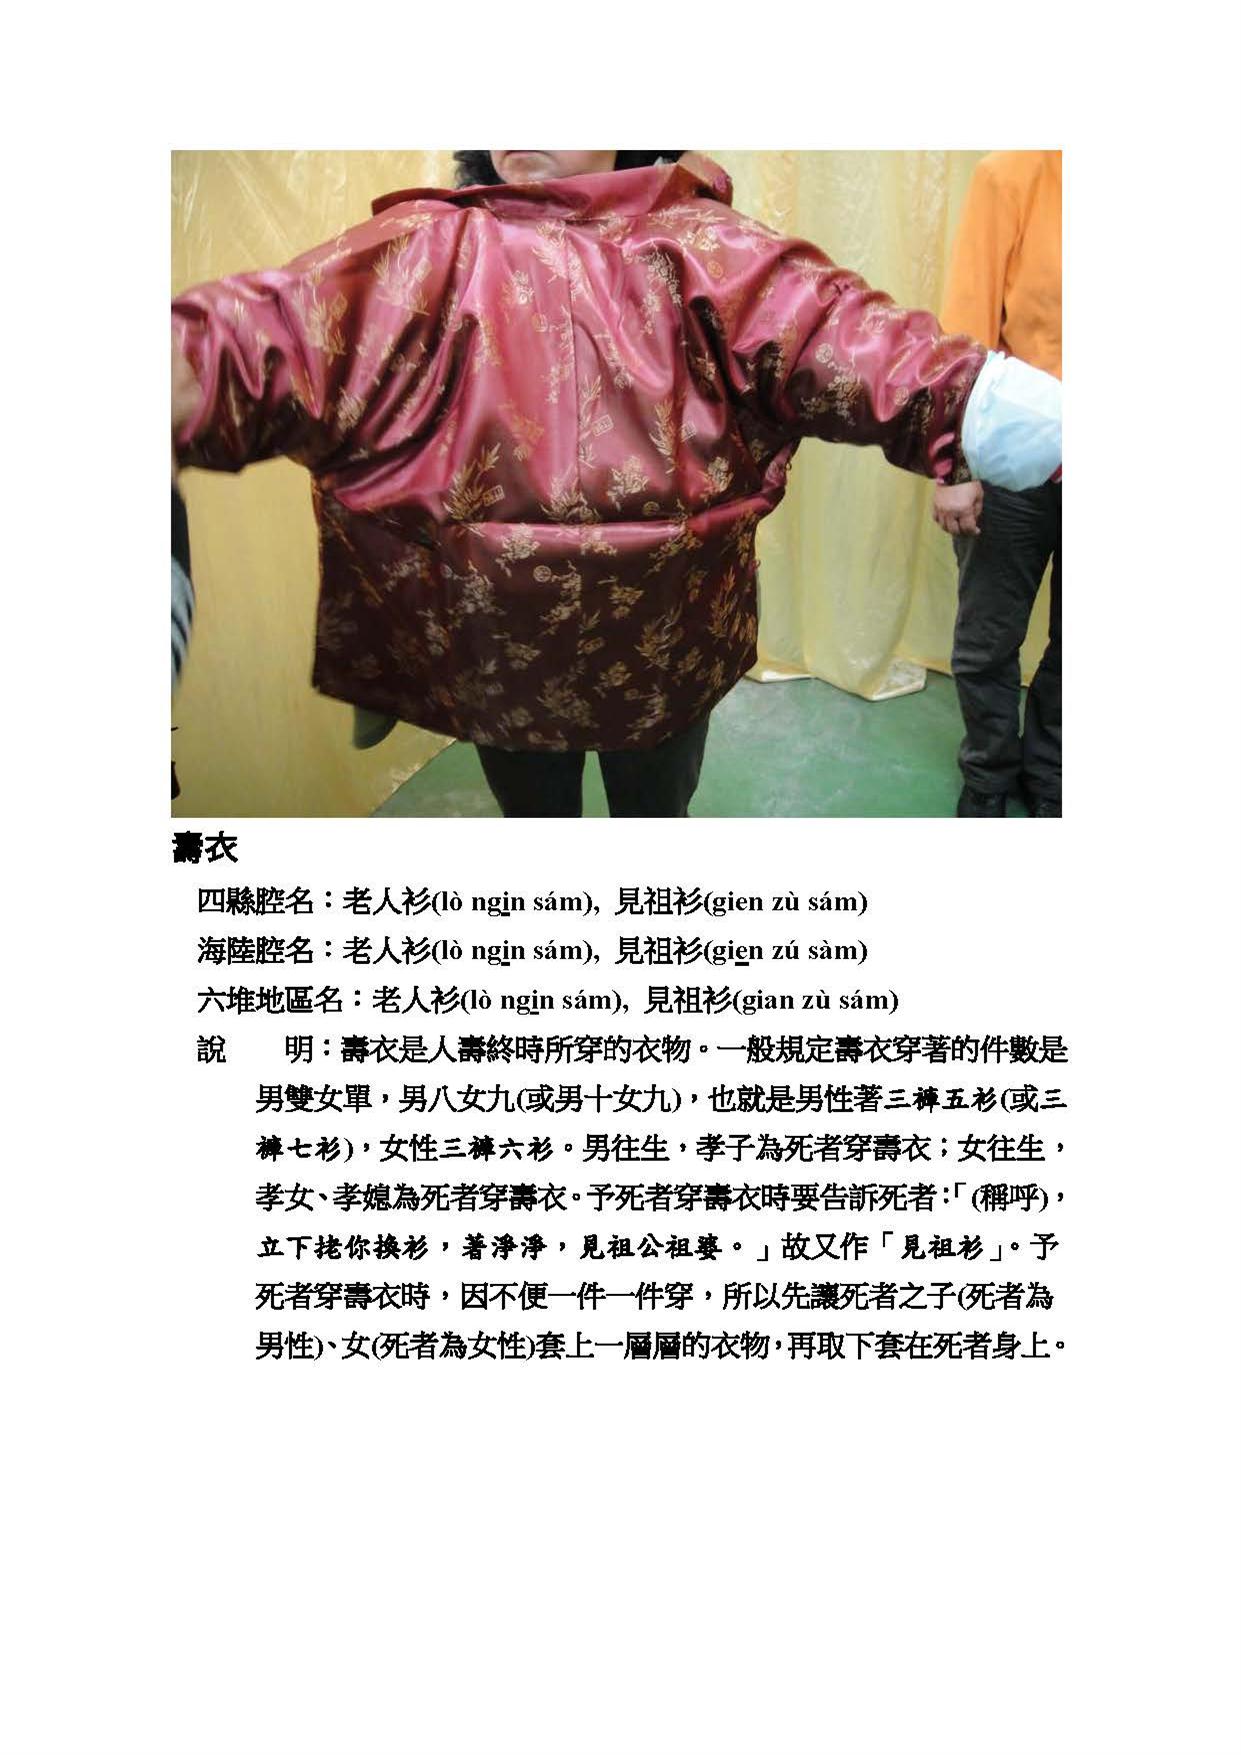 壽衣
四縣腔名：老人衫(lò ngin sám), 見祖衫(gien zù sám)
海陸腔名：老人衫(lò ngin sám), 見祖衫(gien zú sàm)
六堆地區名：老人衫(lò ngin sám), 見祖衫(gian zù sám)
說　　明：壽衣是人壽終時所穿的衣物。一般規定壽衣穿著的件數是
男雙女單，男八女九(或男十女九)，也就是男性著三褲五衫(或三
褲七衫)，女性三褲六衫。男往生，孝子為死者穿壽衣；女往生，
孝女、孝媳為死者穿壽衣。予死者穿壽衣時要告訴死者：「(稱呼)，
立下捞你換衫，著淨淨，見祖公祖婆。」故又作「見祖衫」。予
死者穿壽衣時，因不便一件一件穿，所以先讓死者之子(死者為
男性)、女(死者為女性)套上一層層的衣物，再取下套在死者身上。